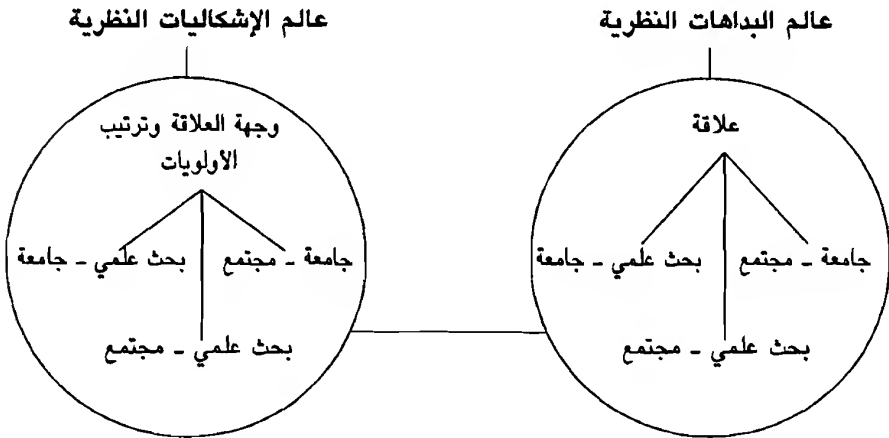 عالم البداهات النظرية
علاقة
جامعة ـ مجتمع
بحث علمي ـ جامعة
بحث علمي ـ مجتمع
عالم الإشكاليات النظرية
وجهة العلاقة وترتيب
الأولويات
جامعة ـ مجتمع
بحث علمي ـ جامعة
بحث علمي ـ مجتمع